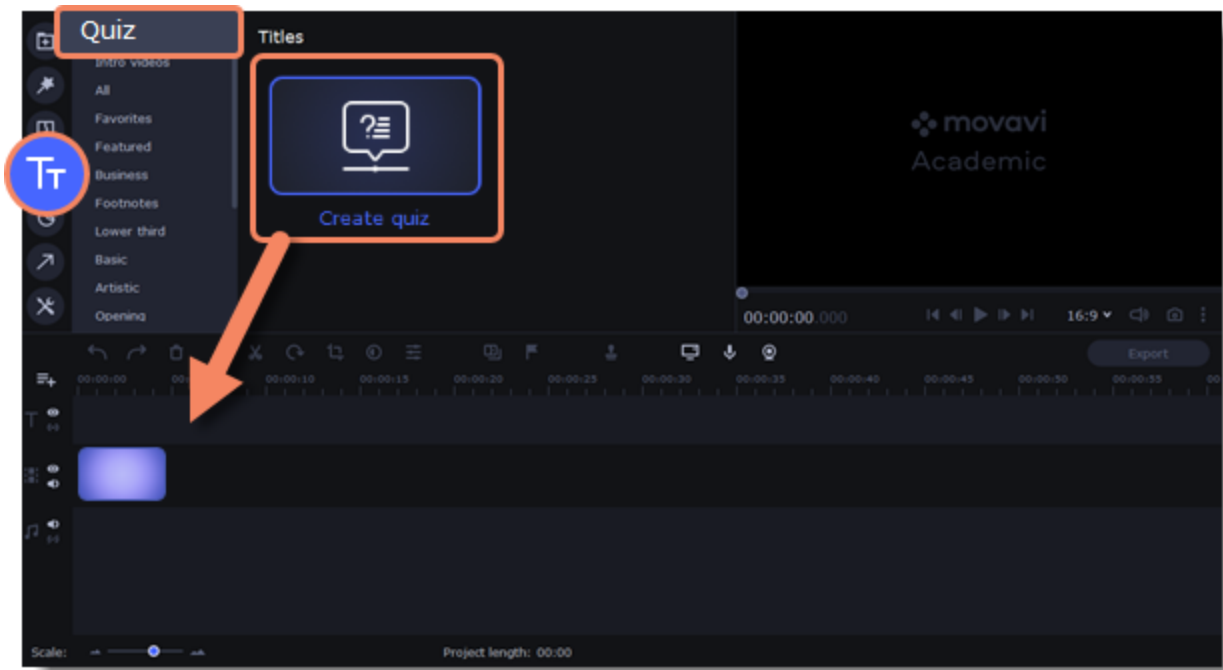 Quiz
Titles
Intro videos
All
Favorites
Featured
Business
Footnotes
Lower third
Basic
Artistic
Opening
TT
Create quiz
movavi
Academic
00:00:00.000
16:9
Export
00:00:00 00:00:10 00:00:15 00:00:20 00:00:25 00:00:30 00:00:35 00:00:40 00:00:45 00:00:50 00:00:55
T
Scale:
Project length: 00:00